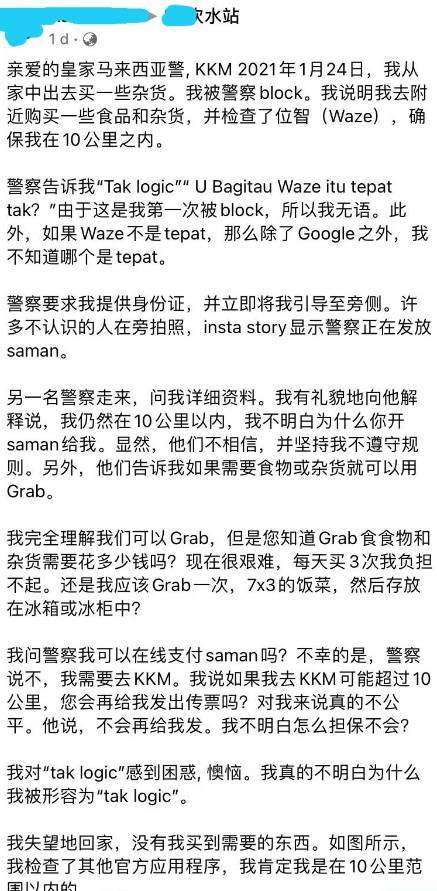 水站
1 d ·
亲爱的皇家马来西亚警, KKM 2021年1月24日，我从
家中出去买一些杂货。我被警察block。我说明我去附
近购买一些食品和杂货，并检查了位智（Waze），确
保我在10公里之内。
警察告诉我“Tak logic”“ U Bagitau Waze itu tepat
tak？”由于这是我第一次被block，所以我无语。此
外，如果Waze不是tepat，那么除了Google之外，我
不知道哪个是tepat。
警察要求我提供身份证，并立即将我引导至旁侧。许
多不认识的人在旁拍照，insta story显示警察正在发放
saman。
另一名警察走来，问我详细资料。我有礼貌地向他解
释说，我仍然在10公里以内，我不明白为什么你开
saman给我。显然，他们不相信，并坚持我不遵守规
则。另外，他们告诉我如果需要食物或杂货就可以用
Grab。
我完全理解我们可以Grab，但是您知道Grab食食物和
杂货需要花多少钱吗？现在很艰难，每天买3次我负担
不起。还是我应该Grab一次，7x3的饭菜，然后存放
在冰箱或冰柜中？
我问警察我可以在线支付saman吗？不幸的是，警察
说不，我需要去KKM。我说如果我去KKM可能超过10
公里，您会再给我发出传票吗？对我来说真的不公
平。他说，不会再给我发。我不明白怎么担保不会？
我对“tak logic”感到困惑, 懊恼。我真的不明白为什么
我被形容为“tak logic”。
我失望地回家，没有我买到需要的东西。如图所示，
我检查了其他官方应用程序，我肯定我是在10公里范
围以内的